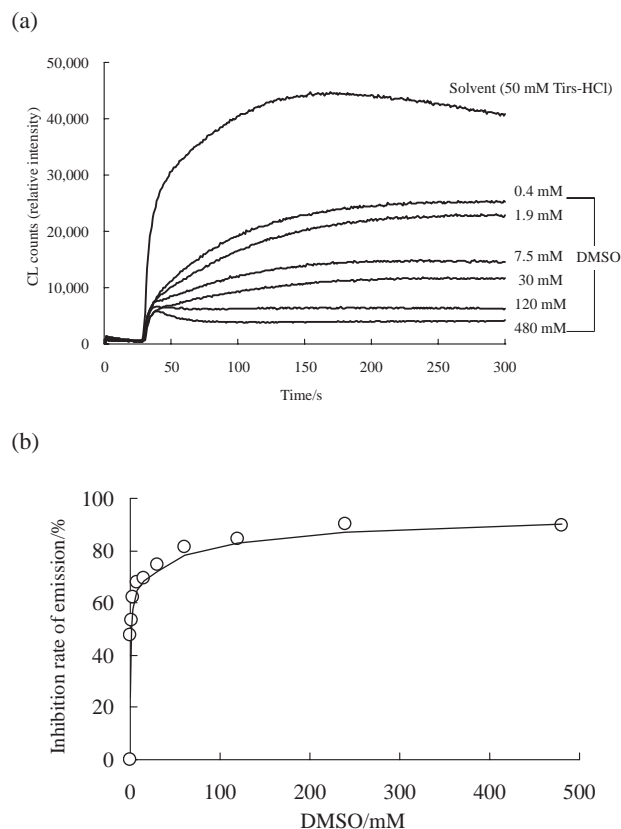 (a)
50,000
40,000
30,000
20,000
10,000
0
CL counts (relative intensity)
0 50 100 150 200 250 300
Time/s
Solvent (50 mM Tirs-HCl)
0.4 mM
1.9 mM
7.5 mM
30 mM
120 mM
480 mM
DMSO
(b)
100
80
60
40
20
0
Inhibition rate of emission/%
0 100 200 300 400 500
DMSO/mM